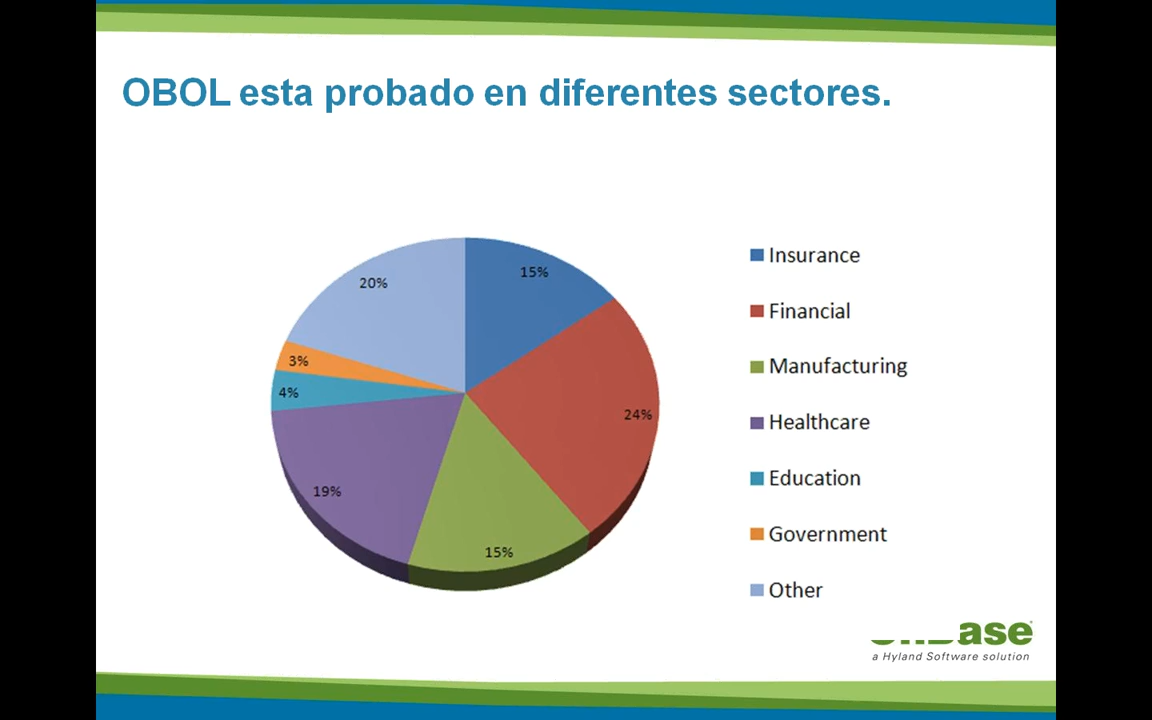 OBOL esta probado en diferentes sectores.
15%
24%
15%
19%
4%
3%
20%
Insurance
Financial
Manufacturing
Healthcare
Education
Government
Other
a Hyland Software solution